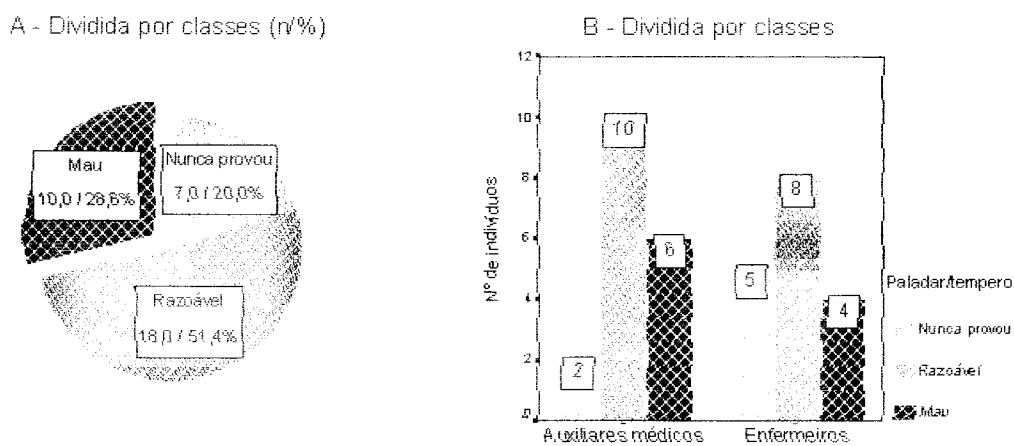 A - Dividida por classes (n/%)
Mau
10,0 / 28,6%
Nunca provou
7,0 / 20,0%
Razoável
18,0 / 51,4%
B - Dividida por classes
Nº de indivíduos
12
10
8
6
4
2
0
2
10
6
5
8
4
Auxiliares médicos
Enfermeiros
Paladar/tempero
Nunca provou
Razoável
Mau